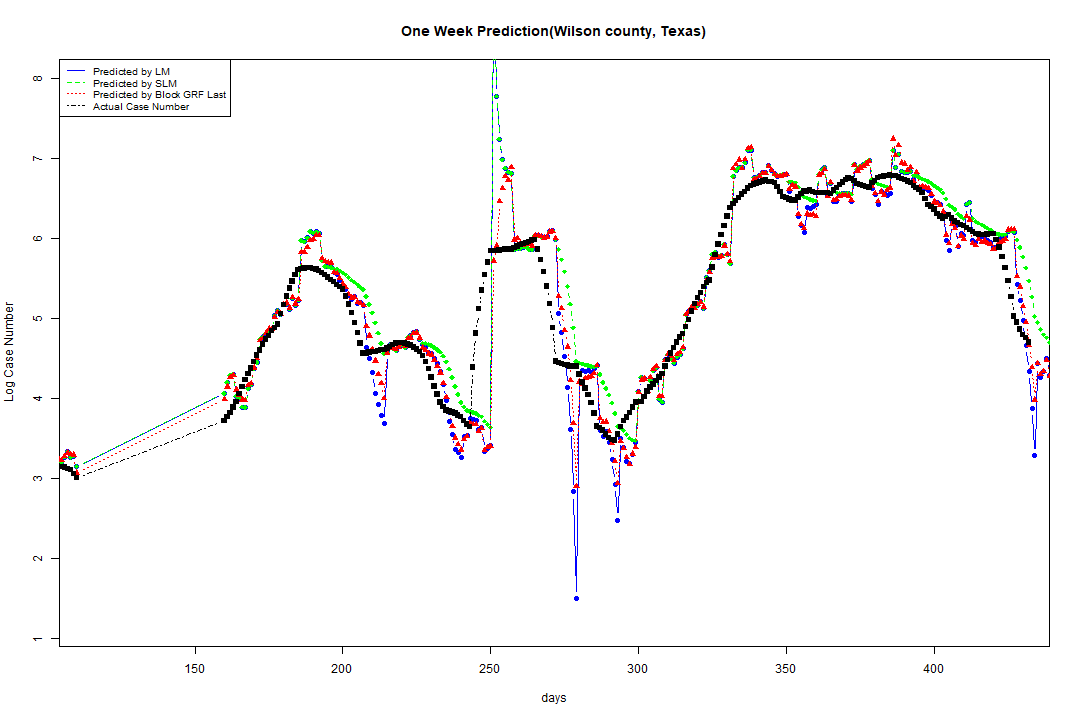 One Week Prediction(Wilson county, Texas)
Predicted by LM
Predicted by SLM
Predicted by Block GRF Last
Actual Case Number
Log Case Number
8
7
6
5
4
3
2
1
150 200 250 300 350 400
days